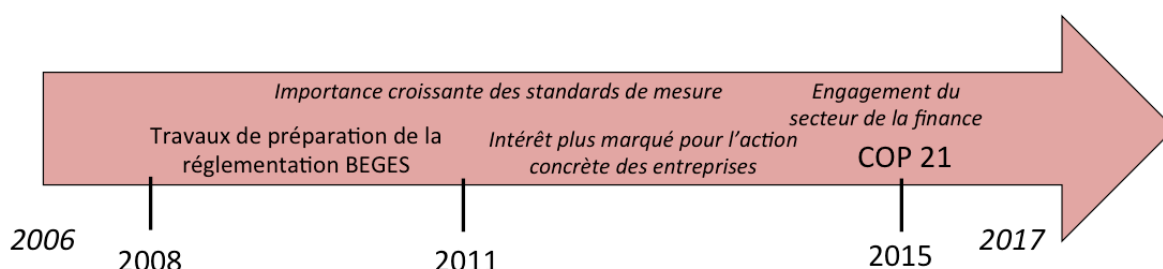 Importance croissante des standards de mesure
Engagement du
secteur de la finance
Travaux de préparation de la
réglementation BEGES
Intérêt plus marqué pour l'action
concrète des entreprises
COP 21
2006
2008
2011
2015
2017